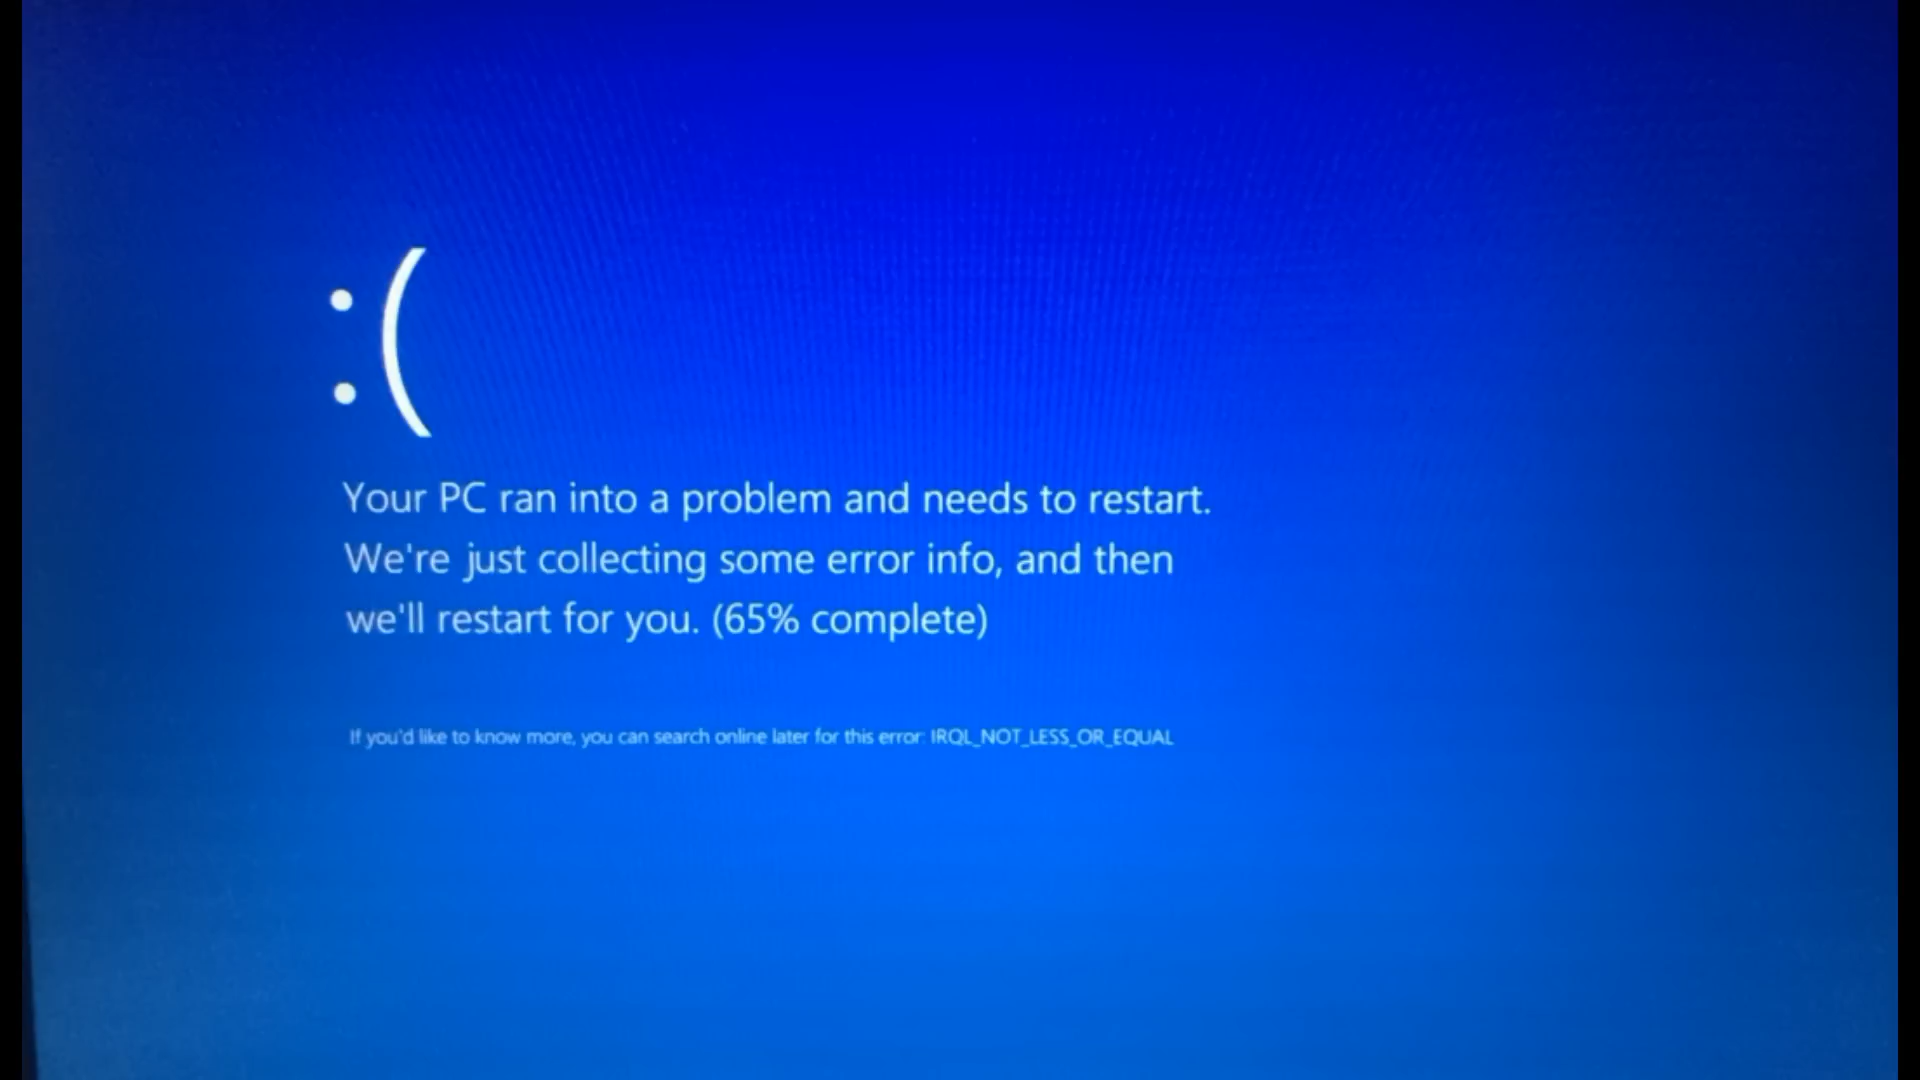 :(
Your PC ran into a problem and needs to restart.
We're just collecting some error info, and then
we'll restart for you. (65% complete)
If you'd like to know more, you can search online later for this error: IRQL_NOT_LESS_OR_EQUAL